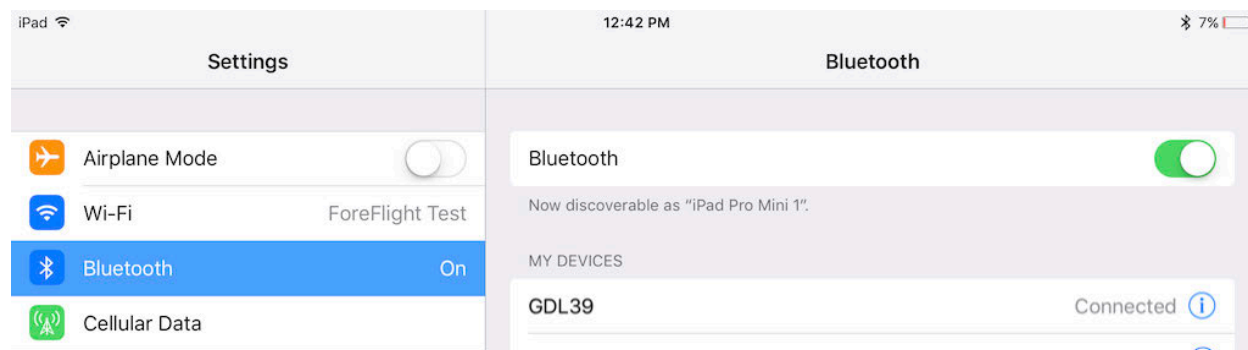 iPad 12:42 PM 7%
Settings
Bluetooth
Airplane Mode
Wi-Fi ForeFlight Test
Bluetooth On
Cellular Data
Bluetooth
Now discoverable as “iPad Pro Mini 1”.
MY DEVICES
GDL39 Connected